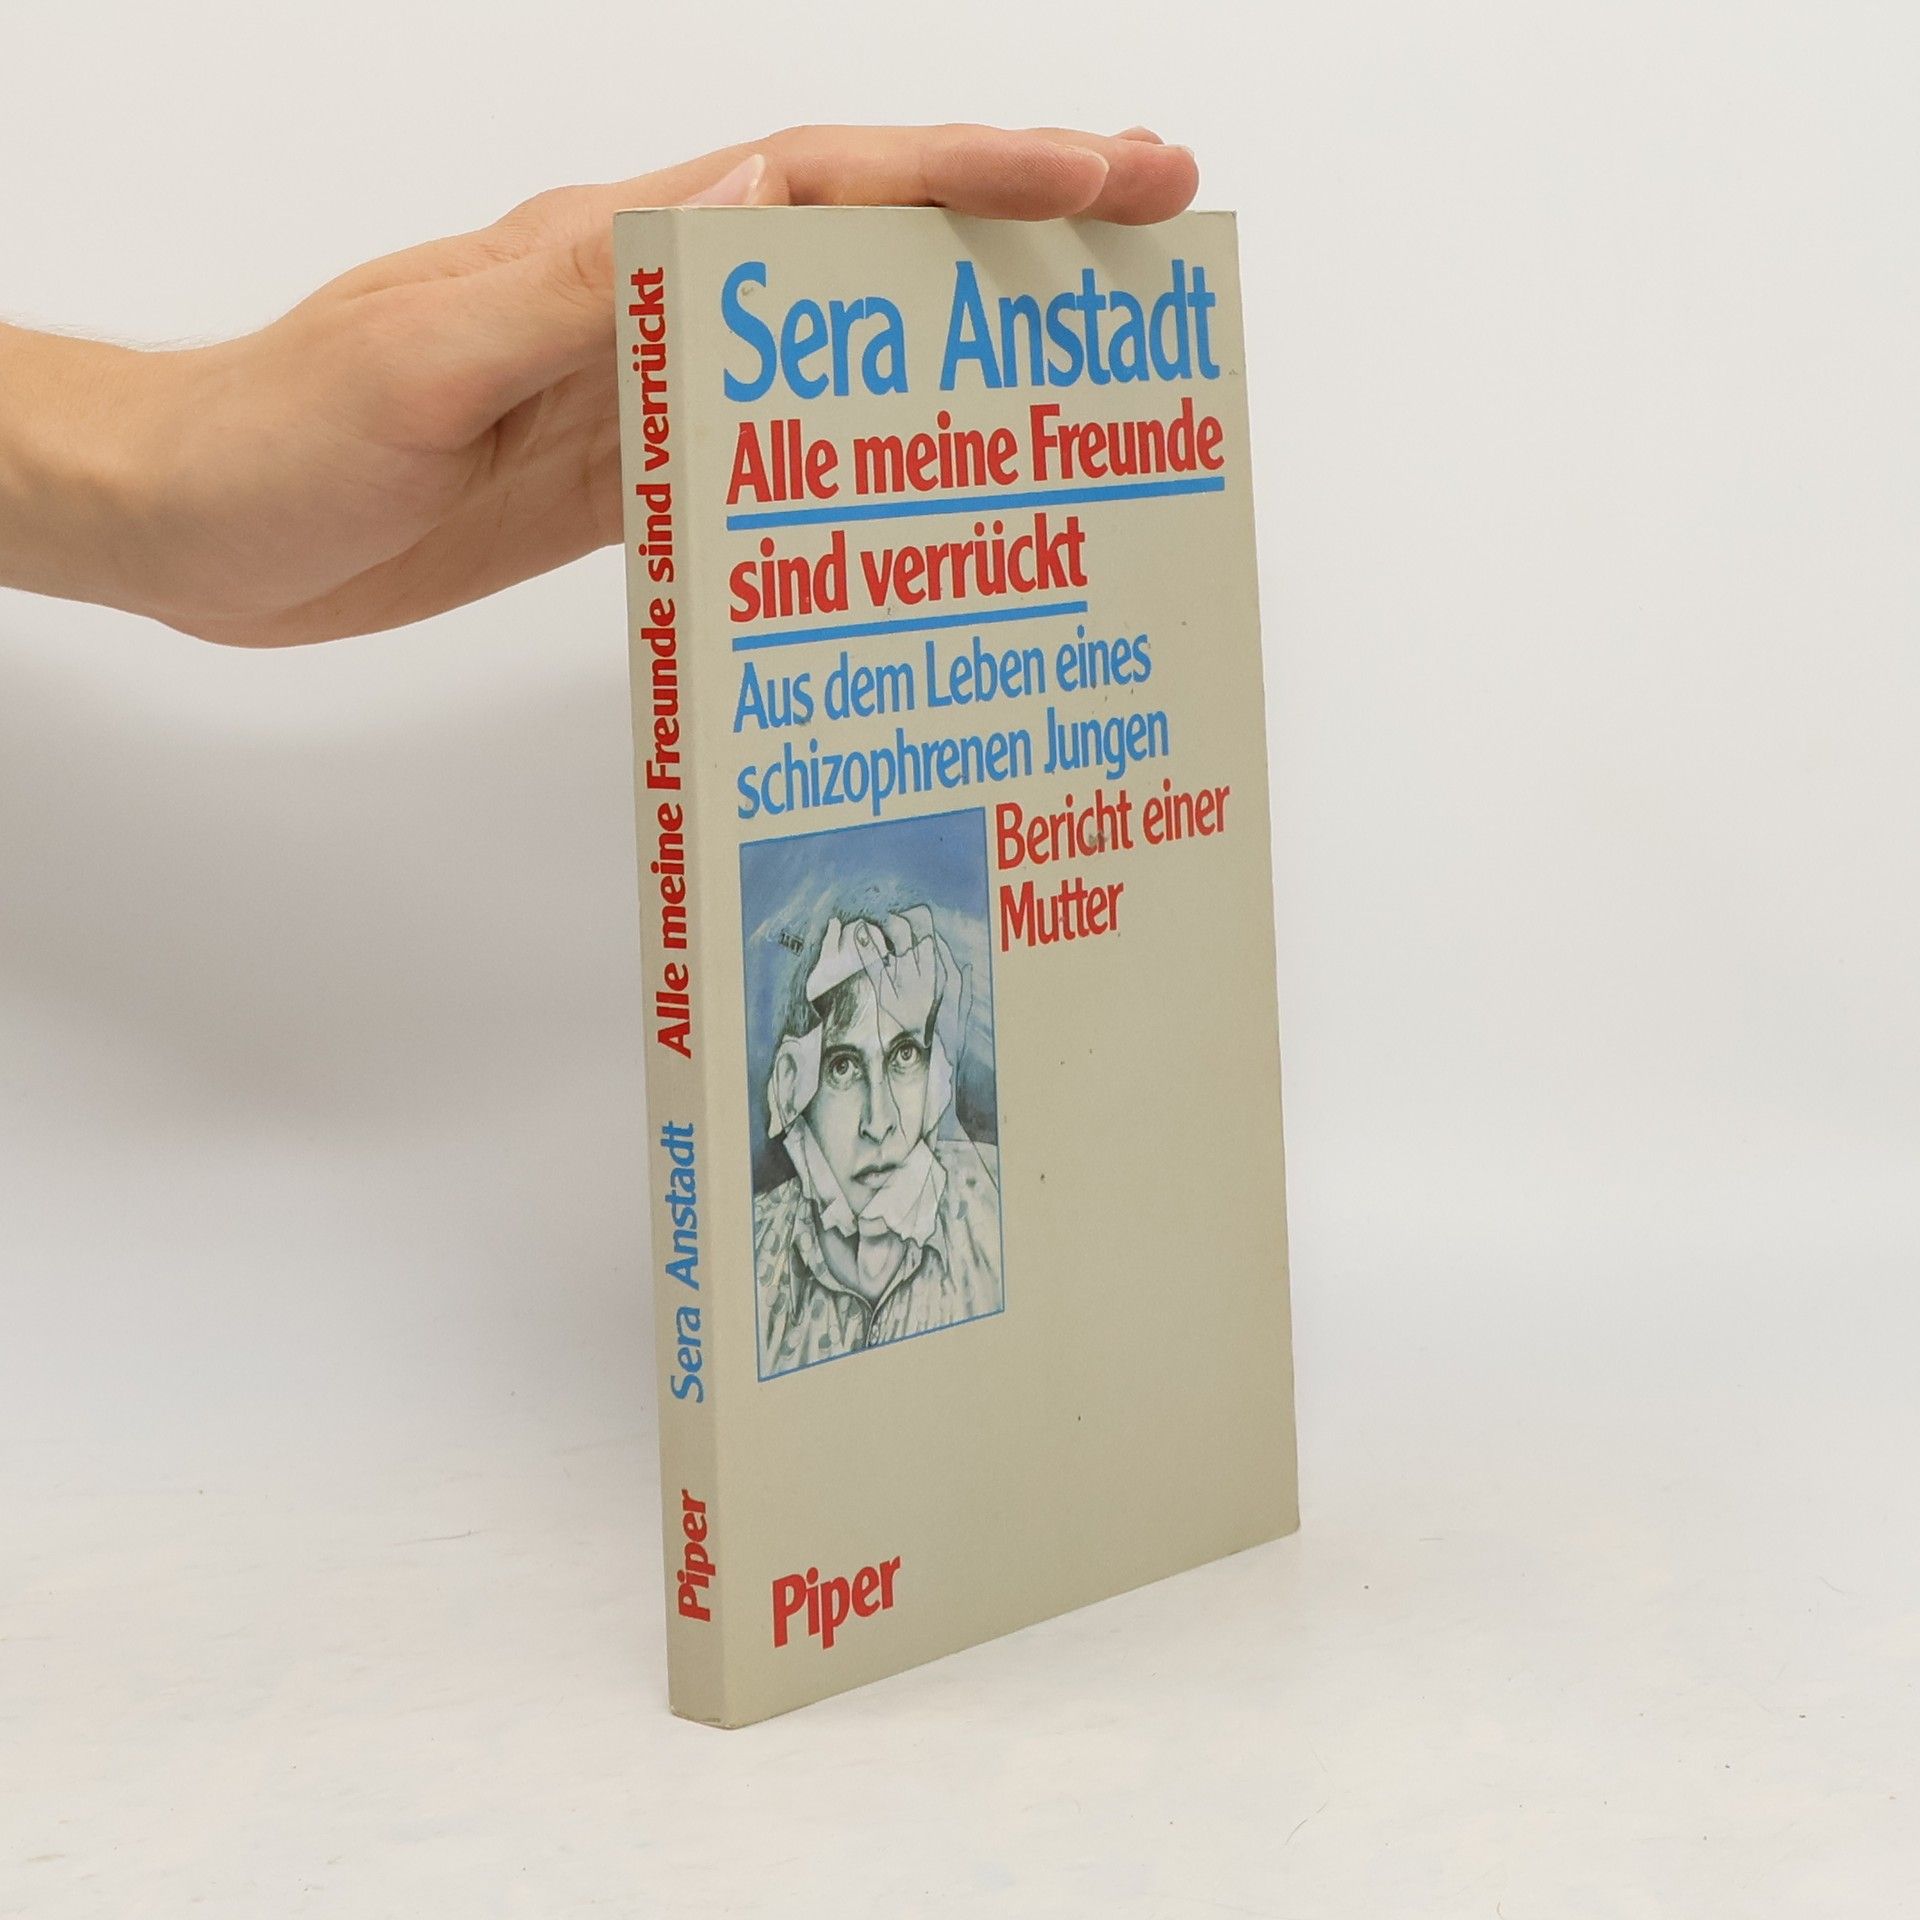 Sera Anstadt
Alle meine Freunde
sind verrückt
Aus dem Leben eines
schizophrenen Jungen
Bericht einer
Mutter
Piper
Piper Sera Anstadt Alle meine Freunde sind verrückt